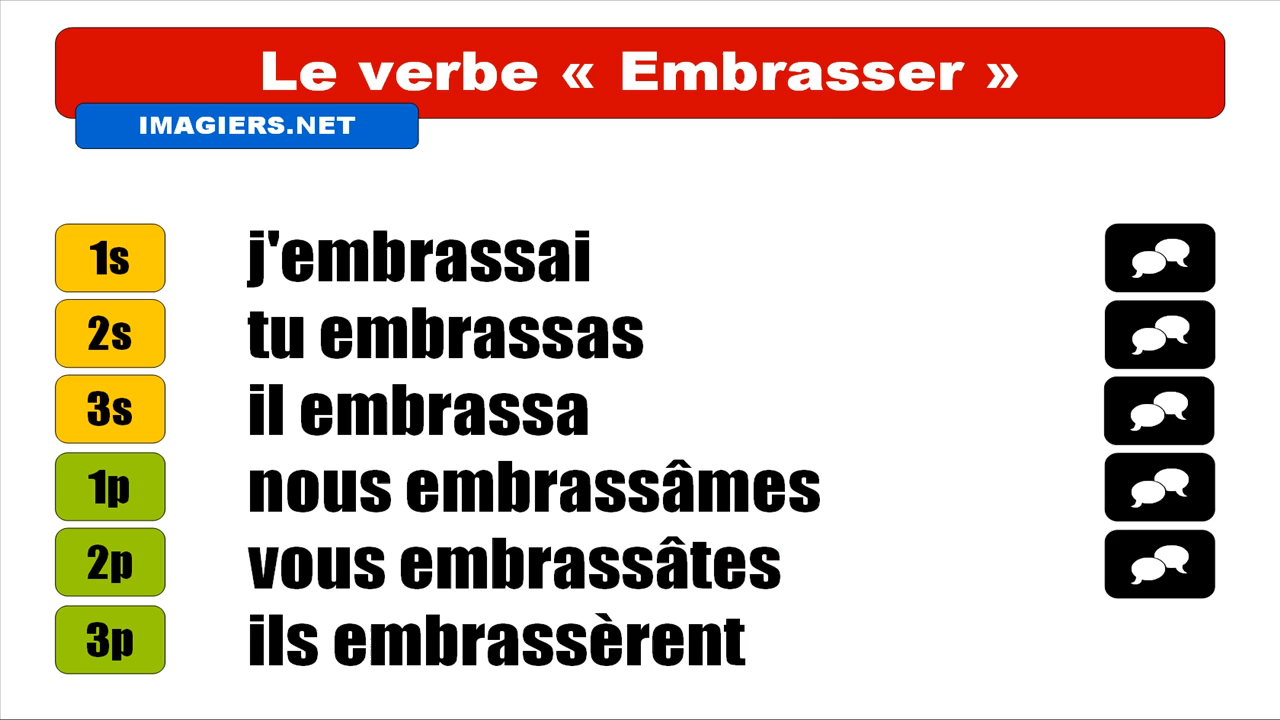 Le verbe « Embrasser »
IMAGIERS.NET
1s j'embrassai
2s tu embrassas
3s il embrassa
1p nous embrassâmes
2p vous embrassâtes
3p ils embrassèrent